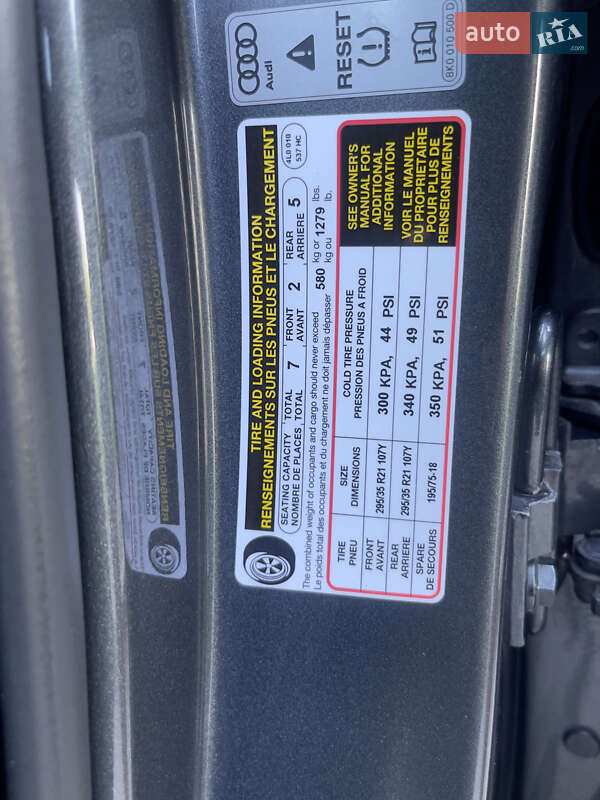 auto RIA .com
Audi
RESET
8K0 010 500 D
TIRE AND LOADING INFORMATION
RENSEIGNEMENTS SUR LES PNEUS ET LE CHARGEMENT
4L0 010
537 HC
SEATING CAPACITY TOTAL 7 FRONT 2 REAR 5
NOMBRE DE PLACES TOTAL AVANT ARRIERE
The combined weight of occupants and cargo should never exceed 580 kg or 1279 lbs.
Le poids total des occupants et du chargement ne doit jamais dépasser kg ou lb.
TIRE SIZE COLD TIRE PRESSURE
PNEU DIMENSIONS PRESSION DES PNEUS A FROID
FRONT
AVANT 295/35 R21 107Y 300 KPA, 44 PSI
REAR
ARRIERE 295/35 R21 107Y 340 KPA, 49 PSI
SPARE
DE SECOURS 195/75-18 350 KPA, 51 PSI
SEE OWNER'S
MANUAL FOR
ADDITIONAL
INFORMATION
VOIR LE MANUEL
DU PROPRIETAIRE
POUR PLUS DE
RENSEIGNEMENTS